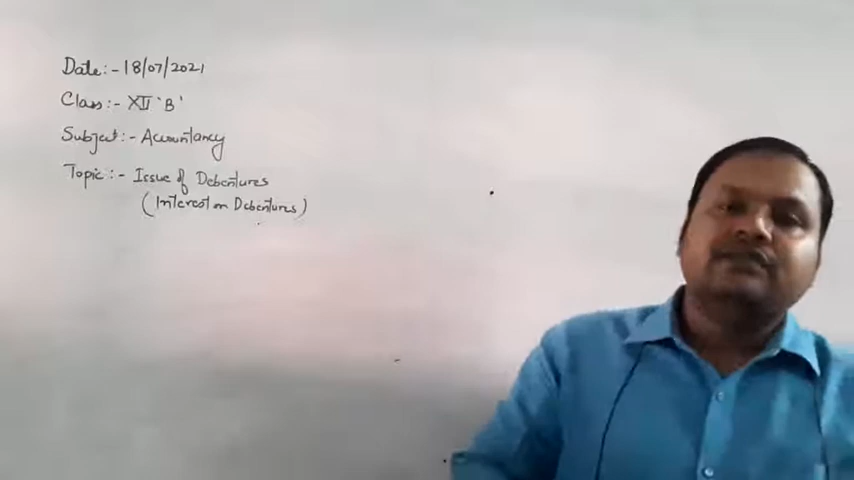 Date:- 18/07/2021
Class:- XII 'B'
Subject:- Accountancy
Topic:- Issue of Debentures
(Interest on Debentures)